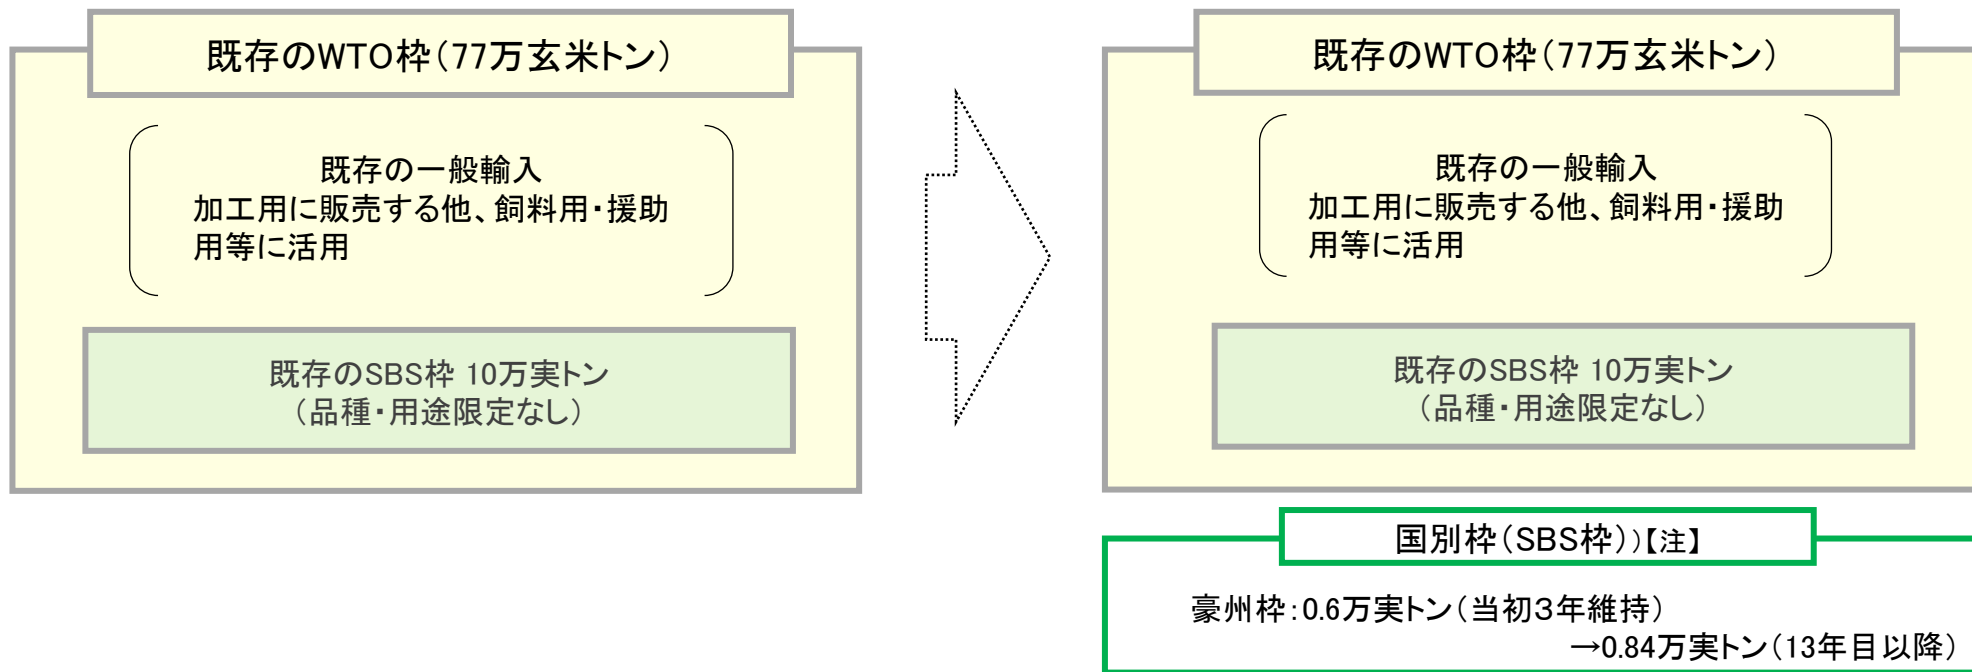 既存のWTO枠（77万玄米トン）
既存の一般輸入
加工用に販売する他、飼料用・援助
用等に活用
既存のSBS枠 10万実トン
（品種・用途限定なし）
既存のWTO枠（77万玄米トン）
既存の一般輸入
加工用に販売する他、飼料用・援助
用等に活用
既存のSBS枠 10万実トン
（品種・用途限定なし）
国別枠（SBS枠））【注】
豪州枠：0.6万実トン（当初３年維持）
→0.84万実トン（13年目以降）